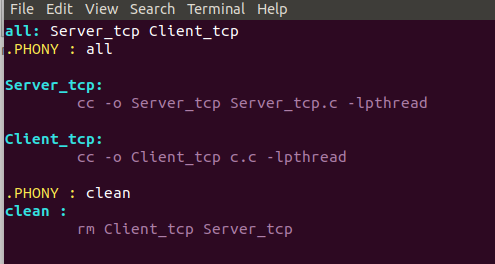 File Edit View Search Terminal Help
all: Server_tcp Client_tcp
.PHONY : all
Server_tcp:
cc -o Server_tcp Server_tcp.c -lpthread
Client_tcp:
cc -o Client_tcp c.c -lpthread
.PHONY : clean
clean :
rm Client_tcp Server_tcp